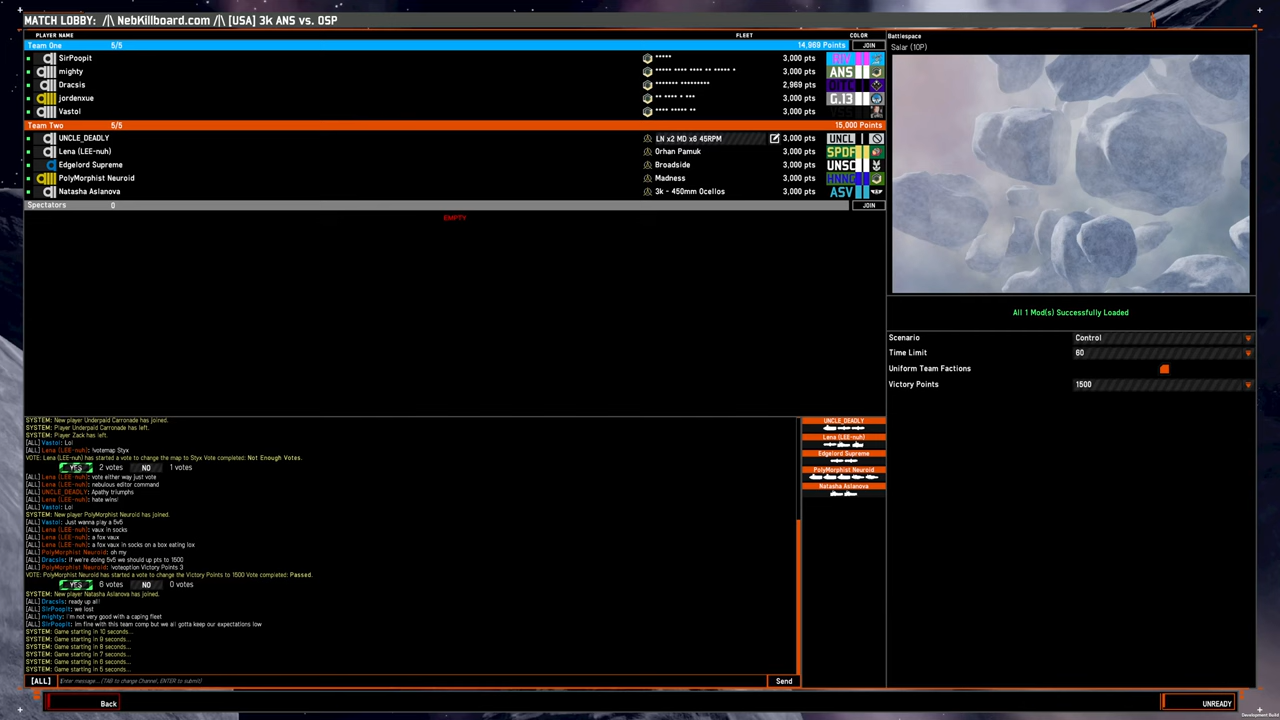 MATCH LOBBY: /|\ NebKillboard.com /|\ [USA] 3k ANS vs. OSP
PLAYER NAME FLEET COLOR
Team One 5/5 14,969 Points JOIN
SirPoopit ***** 3,000 pts
mighty ***** **** **** ** ***** * 3,000 pts ANS
Dracsis ******* ********* 2,969 pts
jordenxue ** **** * *** 3,000 pts G.13
Vastol **** ***** ** 3,000 pts
Team Two 5/5 15,000 Points
UNCLE_DEADLY LN x2 MD x6 45RPM 3,000 pts UNCL
Lena (LEE-nuh) Orhan Pamuk 3,000 pts SPDF
Edgelord Supreme Broadside 3,000 pts UNSC
PolyMorphist Neuroid Madness 3,000 pts HNNC
Natasha Aslanova 3k - 450mm Ocellos 3,000 pts ASV
Spectators 0 JOIN
EMPTY
Battlespace
Salar (10P)
All 1 Mod(s) Successfully Loaded
Scenario Control
Time Limit 60
Uniform Team Factions
Victory Points 1500
SYSTEM: New player Underpaid Carronade has joined.
SYSTEM: Player Underpaid Carronade has left.
SYSTEM: Player Zack has left.
[ALL] Vastol: Lol
[ALL] Lena (LEE-nuh): !votemap Styx
VOTE: Lena (LEE-nuh) has started a vote to change the map to Styx Vote completed: Not Enough Votes.
YES 2 votes NO 1 votes
[ALL] Lena (LEE-nuh): vote either way just vote
[ALL] Lena (LEE-nuh): nebulous editor command
[ALL] UNCLE_DEADLY: Apathy triumphs
[ALL] Lena (LEE-nuh): hate wins!
[ALL] Vastol: Lol
SYSTEM: New player PolyMorphist Neuroid has joined.
[ALL] Vastol: Just wanna play a 5v5
[ALL] Lena (LEE-nuh): vaux in socks
[ALL] Lena (LEE-nuh): a fox vaux
[ALL] Lena (LEE-nuh): a fox vaux in socks on a box eating lox
[ALL] PolyMorphist Neuroid: oh my
[ALL] Dracsis: if we're doing 5v5 we should up pts to 1500
[ALL] PolyMorphist Neuroid: !voteoption Victory Points 3
VOTE: PolyMorphist Neuroid has started a vote to change the Victory Points to 1500 Vote completed: Passed.
YES 6 votes NO 0 votes
SYSTEM: New player Natasha Aslanova has joined.
[ALL] Dracsis: ready up all
[ALL] SirPoopit: we lost
[ALL] mighty: I'm not very good with a caping fleet
[ALL] SirPoopit: im fine with this team comp but we all gotta keep our expectations low
SYSTEM: Game starting in 10 seconds...
SYSTEM: Game starting in 9 seconds...
SYSTEM: Game starting in 8 seconds...
SYSTEM: Game starting in 7 seconds...
SYSTEM: Game starting in 6 seconds...
SYSTEM: Game starting in 5 seconds...
UNCLE_DEADLY
Lena (LEE-nuh)
Edgelord Supreme
PolyMorphist Neuroid
Natasha Aslanova
[ALL] Enter message... (TAB to change Channel, ENTER to submit) Send
Back UNREADY
Development Build